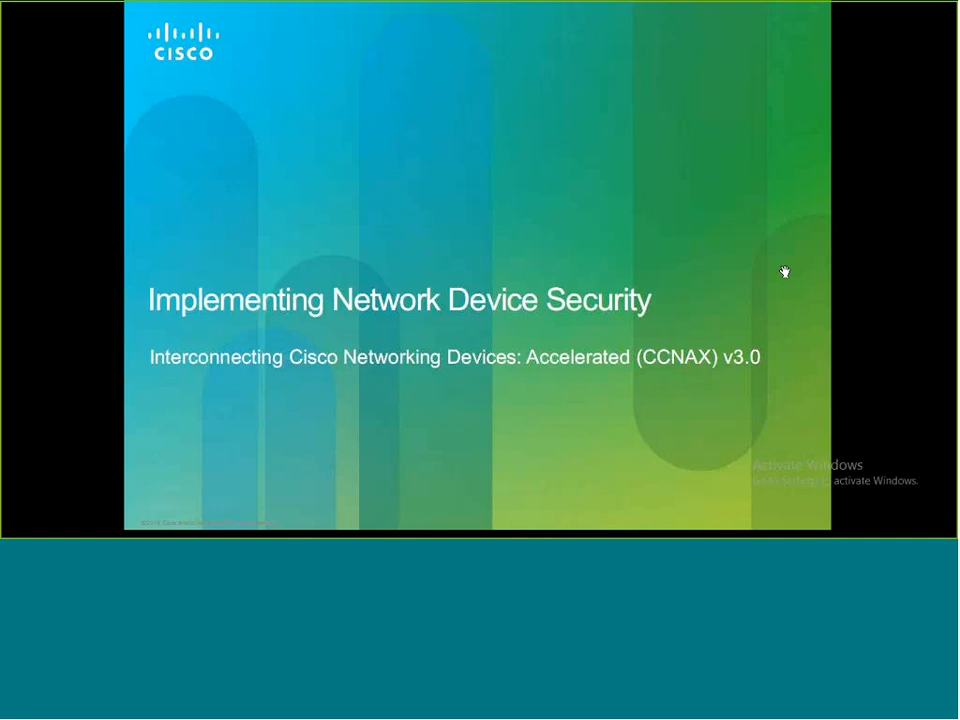 CISCO
Implementing Network Device Security
Interconnecting Cisco Networking Devices: Accelerated (CCNAX) v3.0
Activate Windows
activate Windows.